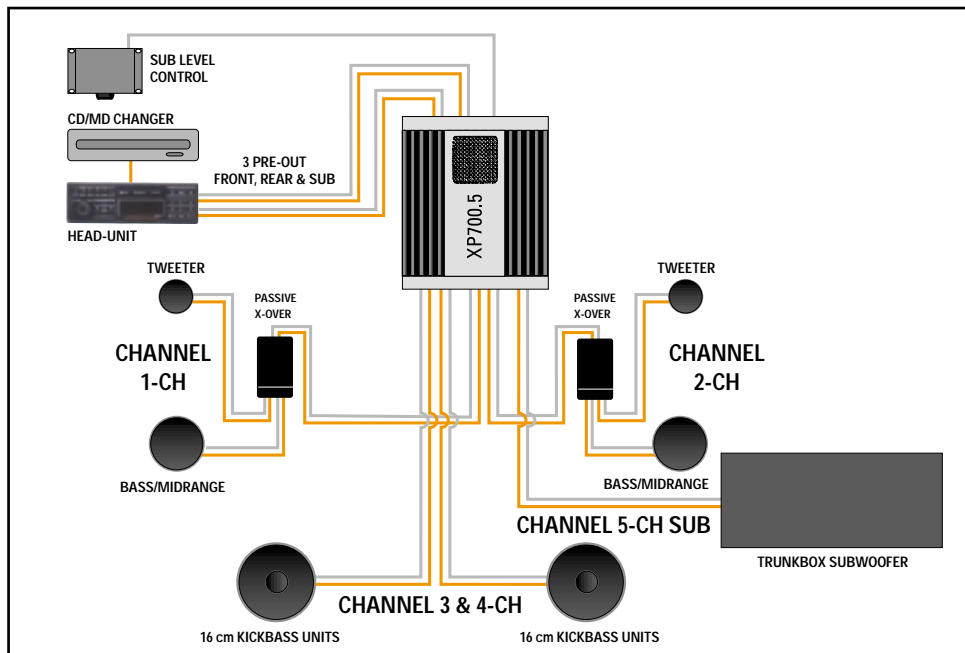 SUB LEVEL
CONTROL
CD/MD CHANGER
3 PRE-OUT
FRONT, REAR & SUB
HEAD-UNIT
XP700.5
TWEETER
TWEETER
PASSIVE
X-OVER
PASSIVE
X-OVER
CHANNEL
1-CH
CHANNEL
2-CH
BASS/MIDRANGE
BASS/MIDRANGE
CHANNEL 5-CH SUB
TRUNKBOX SUBWOOFER
CHANNEL 3 & 4-CH
16 cm KICKBASS UNITS
16 cm KICKBASS UNITS